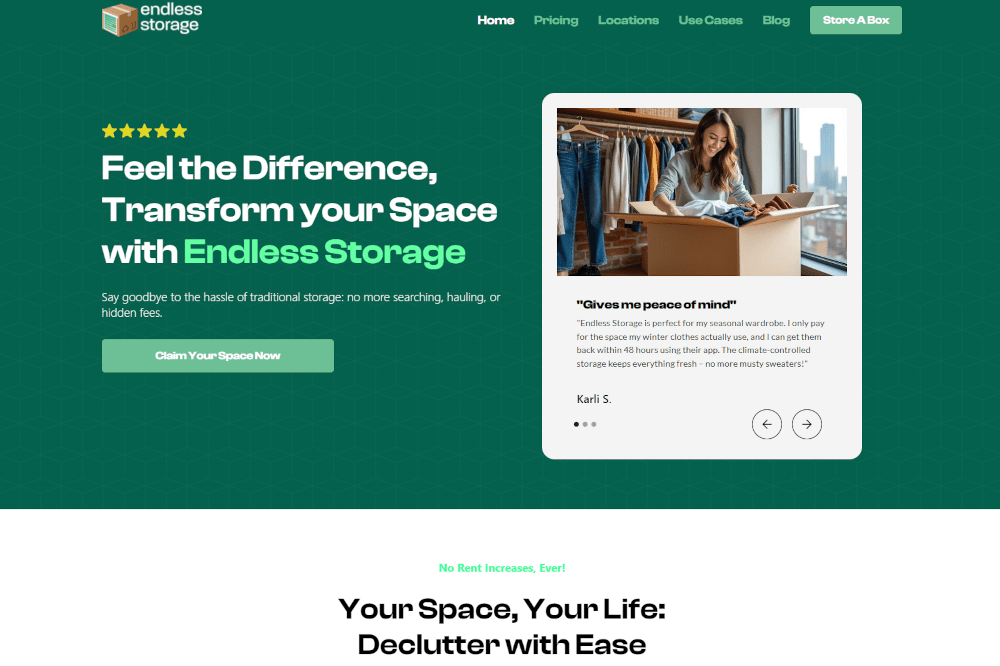 endless
storage
Home Pricing Locations Use Cases Blog Store A Box
Feel the Difference,
Transform your Space
with Endless Storage
Say goodbye to the hassle of traditional storage: no more searching, hauling, or
hidden fees.
Claim Your Space Now
"Gives me peace of mind"
"Endless Storage is perfect for my seasonal wardrobe. I only pay
for the space my winter clothes actually use, and I can get them
back within 48 hours using their app. The climate-controlled
storage keeps everything fresh – no more musty sweaters!"
Karli S.
No Rent Increases, Ever!
Your Space, Your Life:
Declutter with Ease